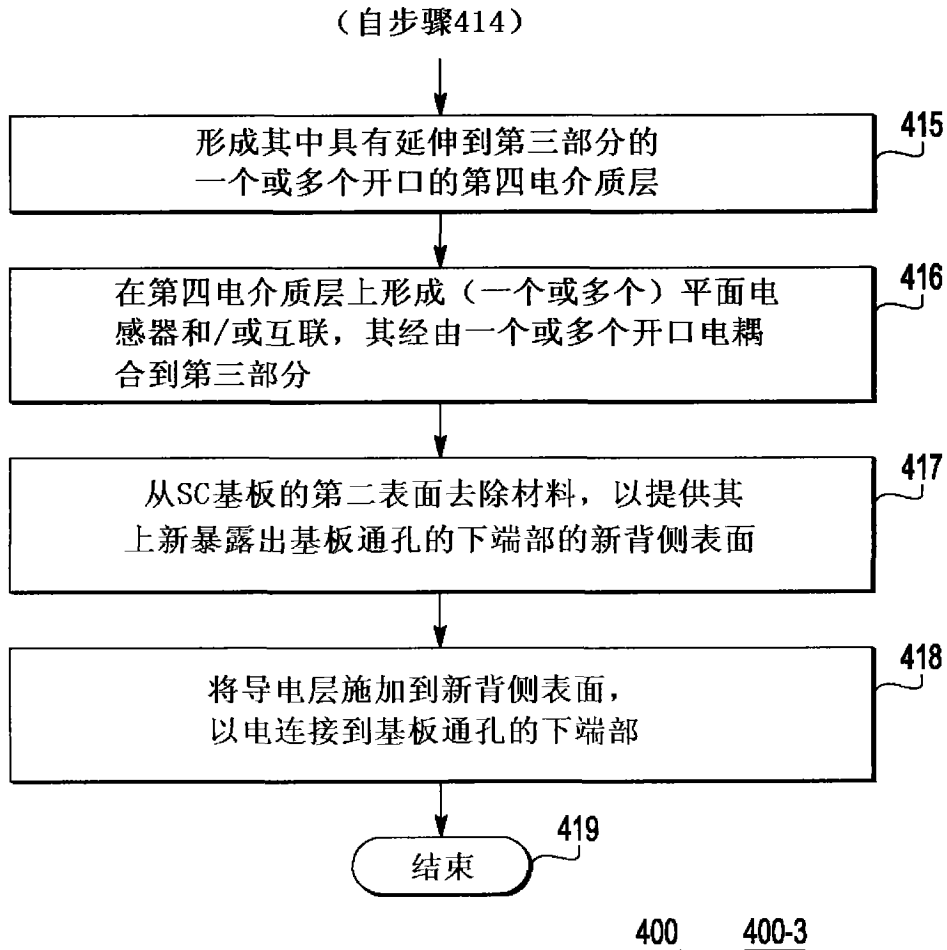 （自步骤414）
415
形成其中具有延伸到第三部分的
一个或多个开口的第四电介质层
416
在第四电介质层上形成（一个或多个）平面电
感器和/或互联，其经由一个或多个开口电耦
合到第三部分
417
从SC基板的第二表面去除材料，以提供其
上新暴露出基板通孔的下端部的新背侧表面
418
将导电层施加到新背侧表面，
以电连接到基板通孔的下端部
419
结束
400 400-3